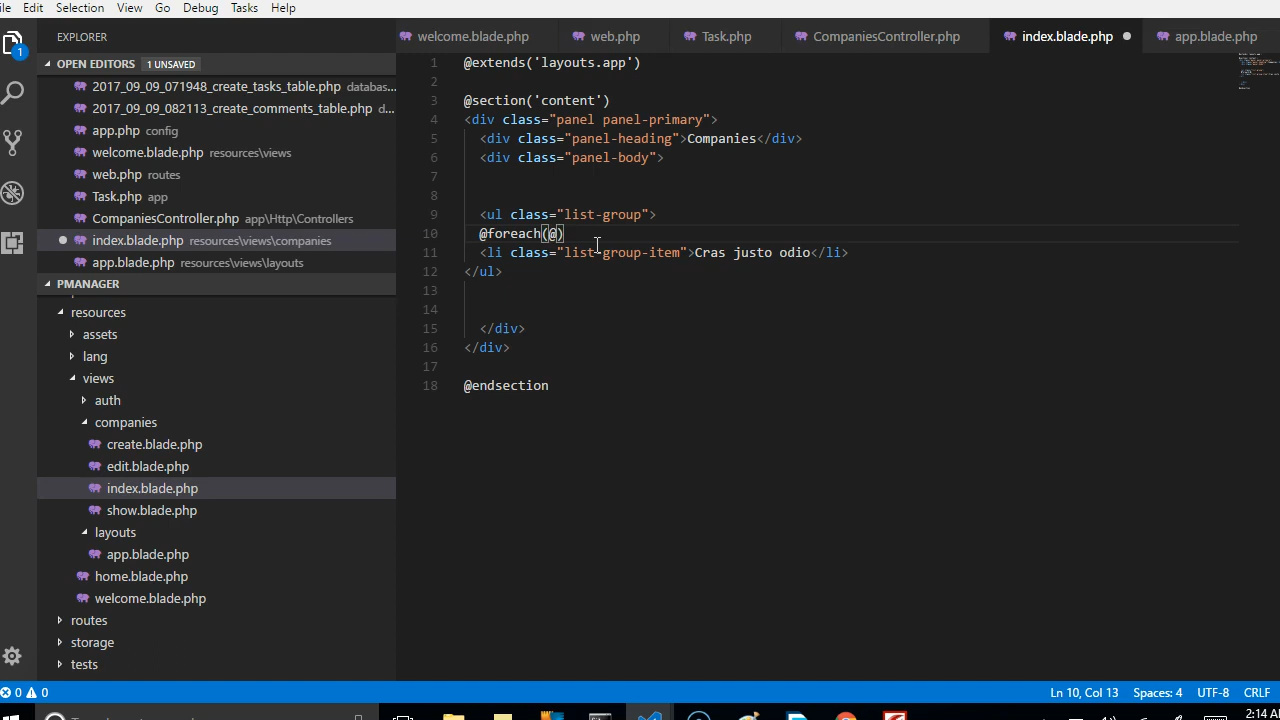 ile Edit Selection View Go Debug Tasks Help
EXPLORER
welcome.blade.php web.php Task.php CompaniesController.php index.blade.php app.blade.php
1
OPEN EDITORS 1 UNSAVED
2017_09_09_071948_create_tasks_table.php databas...
2017_09_09_082113_create_comments_table.php d...
app.php config
welcome.blade.php resources\views
web.php routes
Task.php app
CompaniesController.php app\Http\Controllers
index.blade.php resources\views\companies
app.blade.php resources\views\layouts
PMANAGER
resources
assets
lang
views
auth
companies
create.blade.php
edit.blade.php
index.blade.php
show.blade.php
layouts
app.blade.php
home.blade.php
welcome.blade.php
routes
storage
tests
1 @extends('layouts.app')
2
3 @section('content')
4 <div class="panel panel-primary">
5 <div class="panel-heading">Companies</div>
6 <div class="panel-body">
7
8
9 <ul class="list-group">
10 @foreach(@)
11 <li class="list-group-item">Cras justo odio</li>
12 </ul>
13
14
15 </div>
16 </div>
17
18 @endsection
0 0 Ln 10, Col 13 Spaces: 4 UTF-8 CRLF
2:14 AM